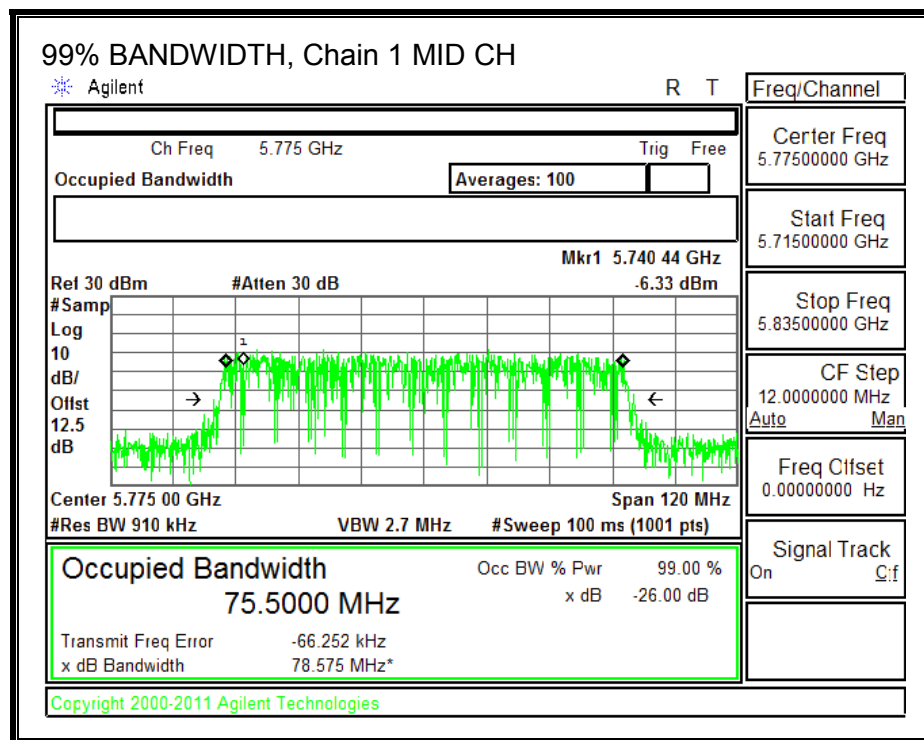 99% BANDWIDTH, Chain 1 MID CH
Agilent R T
Ch Freq 5.775 GHz Trig Free
Occupied Bandwidth Averages: 100
Mkr1 5.740 44 GHz
Ref 30 dBm #Atten 30 dB -6.33 dBm
#Samp
Log
10
dB/
Offst
12.5
dB
1
Center 5.775 00 GHz Span 120 MHz
#Res BW 910 kHz VBW 2.7 MHz #Sweep 100 ms (1001 pts)
Occupied Bandwidth Occ BW % Pwr 99.00 %
75.5000 MHz x dB -26.00 dB
Transmit Freq Error -66.252 kHz
x dB Bandwidth 78.575 MHz*
Copyright 2000-2011 Agilent Technologies
Freq/Channel
Center Freq
5.77500000 GHz
Start Freq
5.71500000 GHz
Stop Freq
5.83500000 GHz
CF Step
12.0000000 MHz
Auto Man
Freq Offset
0.00000000 Hz
Signal Track
On Off